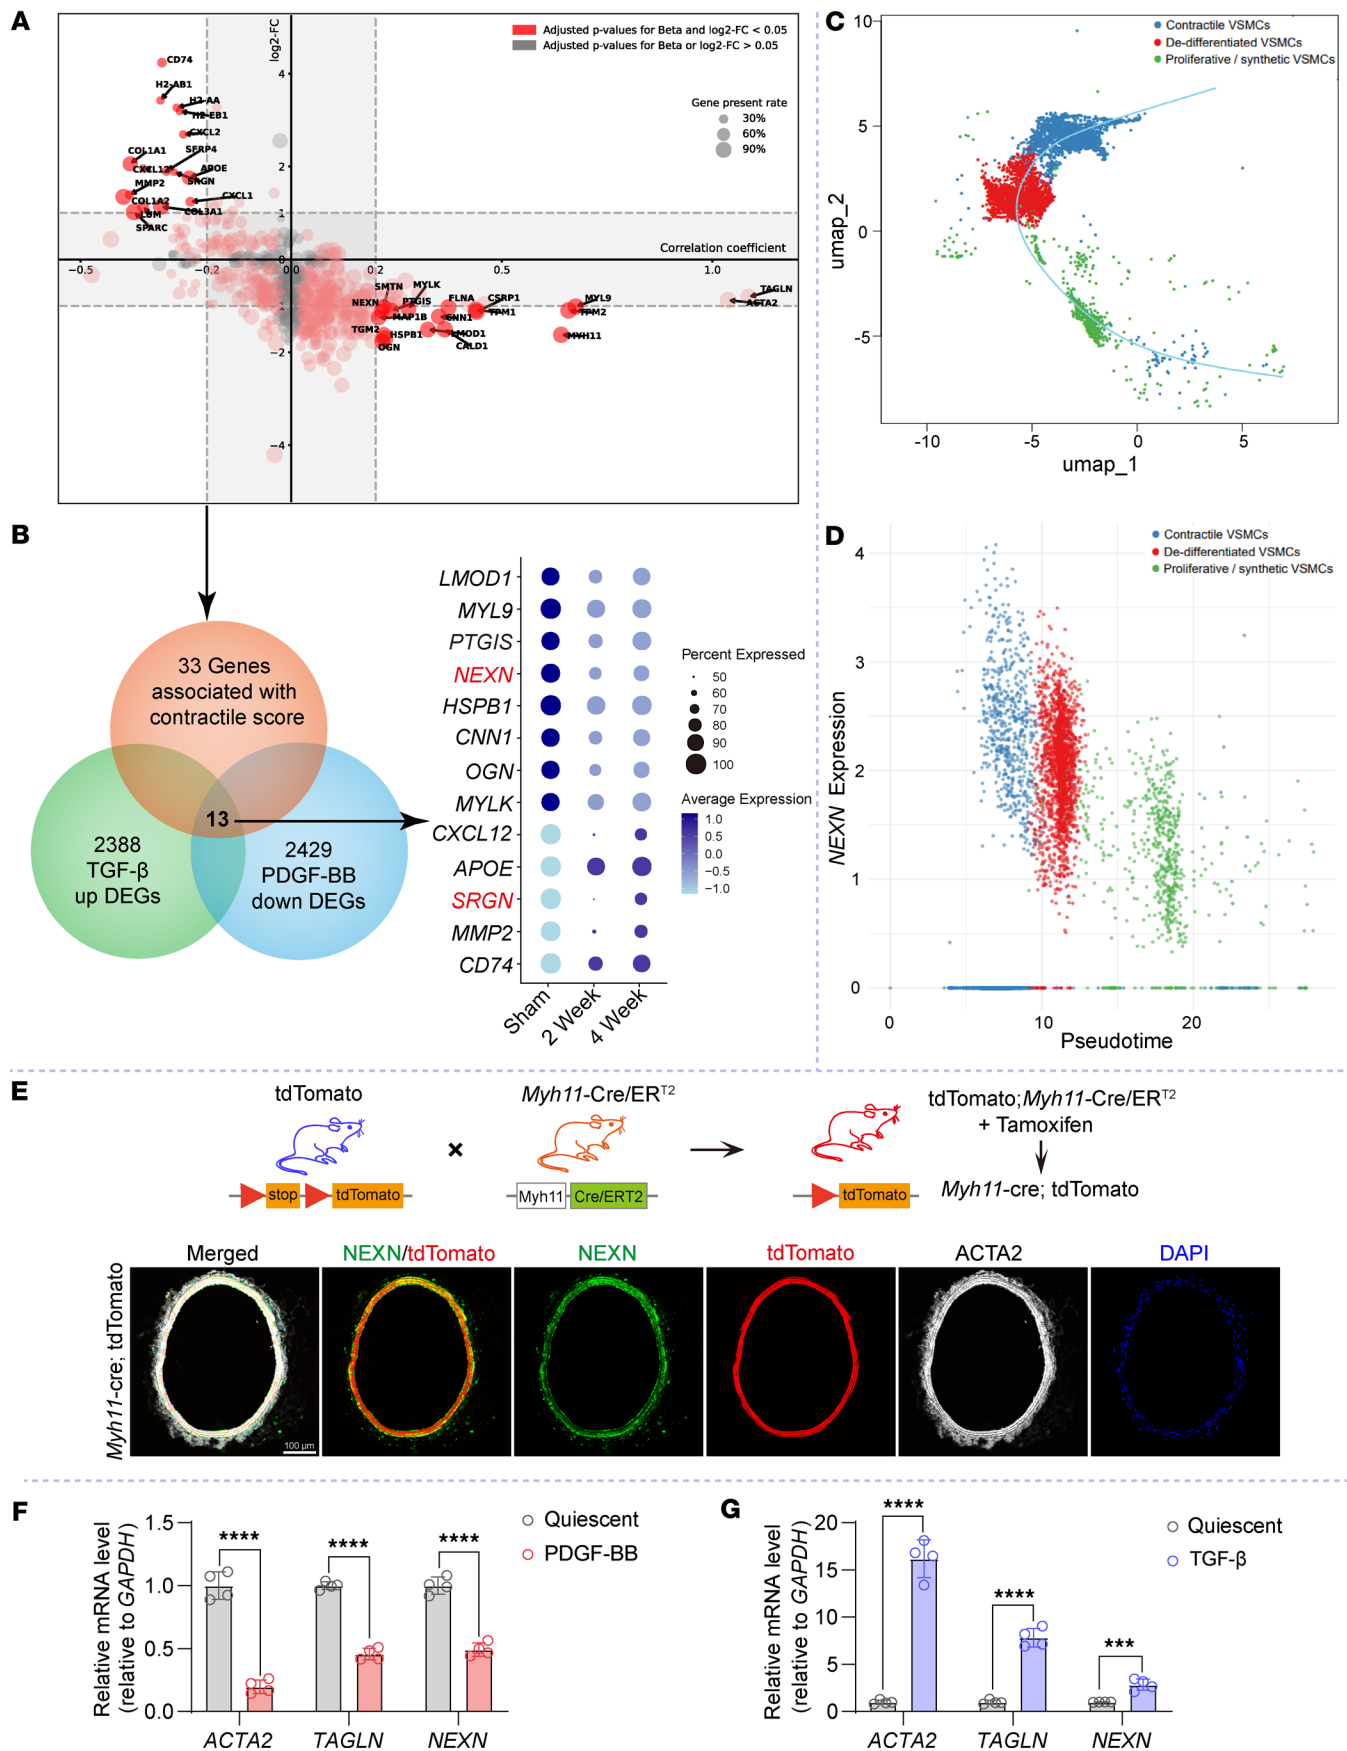 A
log2-FC
Adjusted p-values for Beta and log2-FC < 0.05
Adjusted p-values for Beta or log2-FC > 0.05
Gene present rate
30%
60%
90%
CD74
H2-AB1
H2-AA
H2-EB1
CXCL2
COL1A1
SFRP4
CXCL12
APOE
SRGN
MMP2
CXCL1
COL1A2
COL3A1
LUM
SPARC
4
2
1
Correlation coefficient
−0.5
−0.2
0.0
0.2
0.5
1.0
−1
−2
−4
SMTN
MYLK
NEXN
PTGIS
FLNA
CSRP1
MYL9
TAGLN
ACTA2
MAP1B
CNN1
TPM1
TPM2
TGM2
HSPB1
LMOD1
MYH11
OGN
CALD1
B
33 Genes
associated with
contractile score
13
2388
TGF-β
up DEGs
2429
PDGF-BB
down DEGs
LMOD1
MYL9
PTGIS
NEXN
HSPB1
CNN1
OGN
MYLK
CXCL12
APOE
SRGN
MMP2
CD74
Sham
2 Week
4 Week
Percent Expressed
50
60
70
80
90
100
Average Expression
1.0
0.5
0.0
−0.5
−1.0
C
Contractile VSMCs
De-differentiated VSMCs
Proliferative / synthetic VSMCs
umap_2
10
5
0
-5
-10
-5
0
5
umap_1
D
Contractile VSMCs
De-differentiated VSMCs
Proliferative / synthetic VSMCs
NEXN Expression
4
3
2
1
0
0
10
20
Pseudotime
E
tdTomato
Myh11-Cre/ERT2
tdTomato;Myh11-Cre/ERT2
+ Tamoxifen
×
stop
tdTomato
Myh11
Cre/ERT2
tdTomato
Myh11-cre; tdTomato
Merged
NEXN/tdTomato
NEXN
tdTomato
ACTA2
DAPI
Myh11-cre; tdTomato
100 µm
F
Relative mRNA level
(relative to GAPDH)
1.5
1.0
0.5
0.0
****
****
****
Quiescent
PDGF-BB
ACTA2
TAGLN
NEXN
G
Relative mRNA level
(relative to GAPDH)
20
15
10
5
0
****
****
***
Quiescent
TGF-β
ACTA2
TAGLN
NEXN